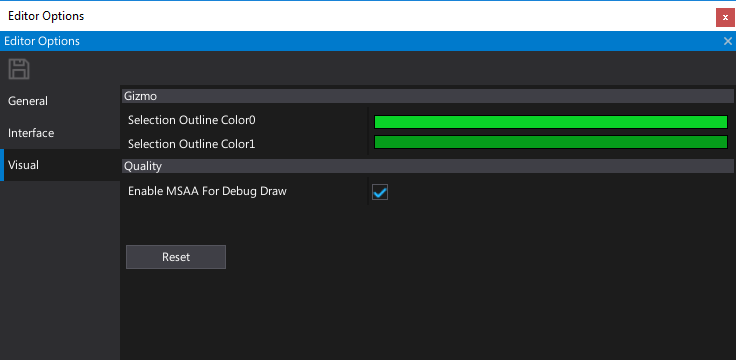 Editor Options
Editor Options
General
Interface
Visual
Gizmo
Selection Outline Color0
Selection Outline Color1
Quality
Enable MSAA For Debug Draw
Reset